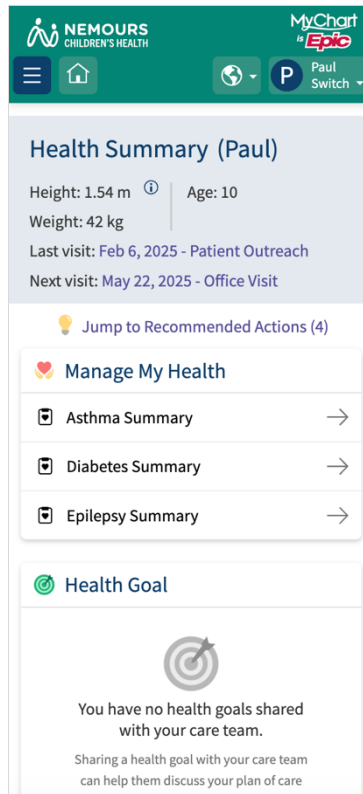 NEMOURS
CHILDREN'S HEALTH
MyChart
is Epic
P
Paul
Switch
Health Summary (Paul)
Height: 1.54 m
Age: 10
Weight: 42 kg
Last visit: Feb 6, 2025 - Patient Outreach
Next visit: May 22, 2025 - Office Visit
Jump to Recommended Actions (4)
Manage My Health
Asthma Summary
Diabetes Summary
Epilepsy Summary
Health Goal
You have no health goals shared
with your care team.
Sharing a health goal with your care team
can help them discuss your plan of care